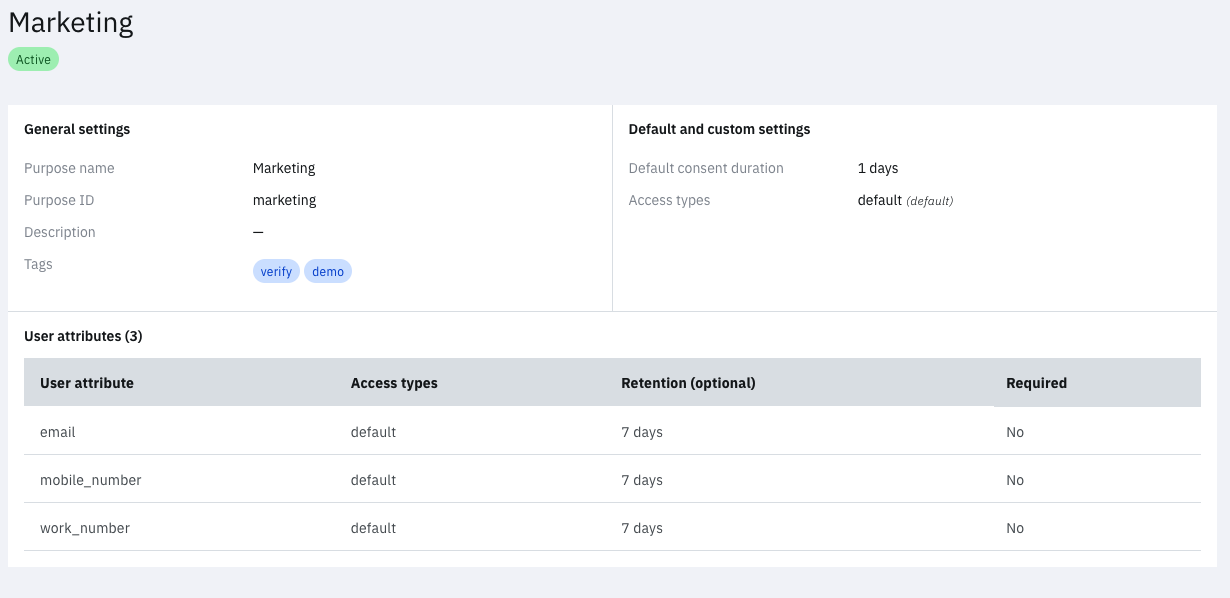 Marketing
Active
General settings
Purpose name Marketing
Purpose ID marketing
Description —
Tags verify demo
Default and custom settings
Default consent duration 1 days
Access types default (default)
User attributes (3)
User attribute Access types Retention (optional) Required
email default 7 days No
mobile_number default 7 days No
work_number default 7 days No